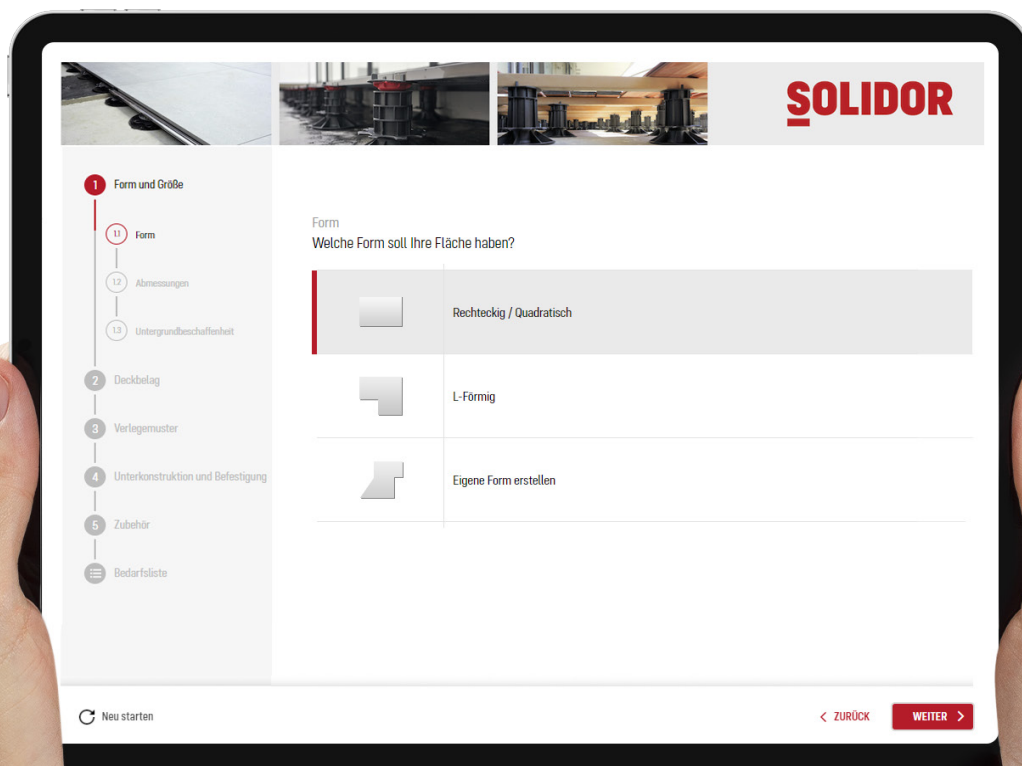 SOLIDOR
1 Form und Größe
1.1 Form
1.2 Abmessungen
1.3 Untergrundbeschaffenheit
2 Deckbelag
3 Verlegemuster
4 Unterkonstruktion und Befestigung
5 Zubehör
Bedarfsliste
Form
Welche Form soll Ihre Fläche haben?
Rechteckig / Quadratisch
L-Förmig
Eigene Form erstellen
Neu starten
ZURÜCK
WEITER